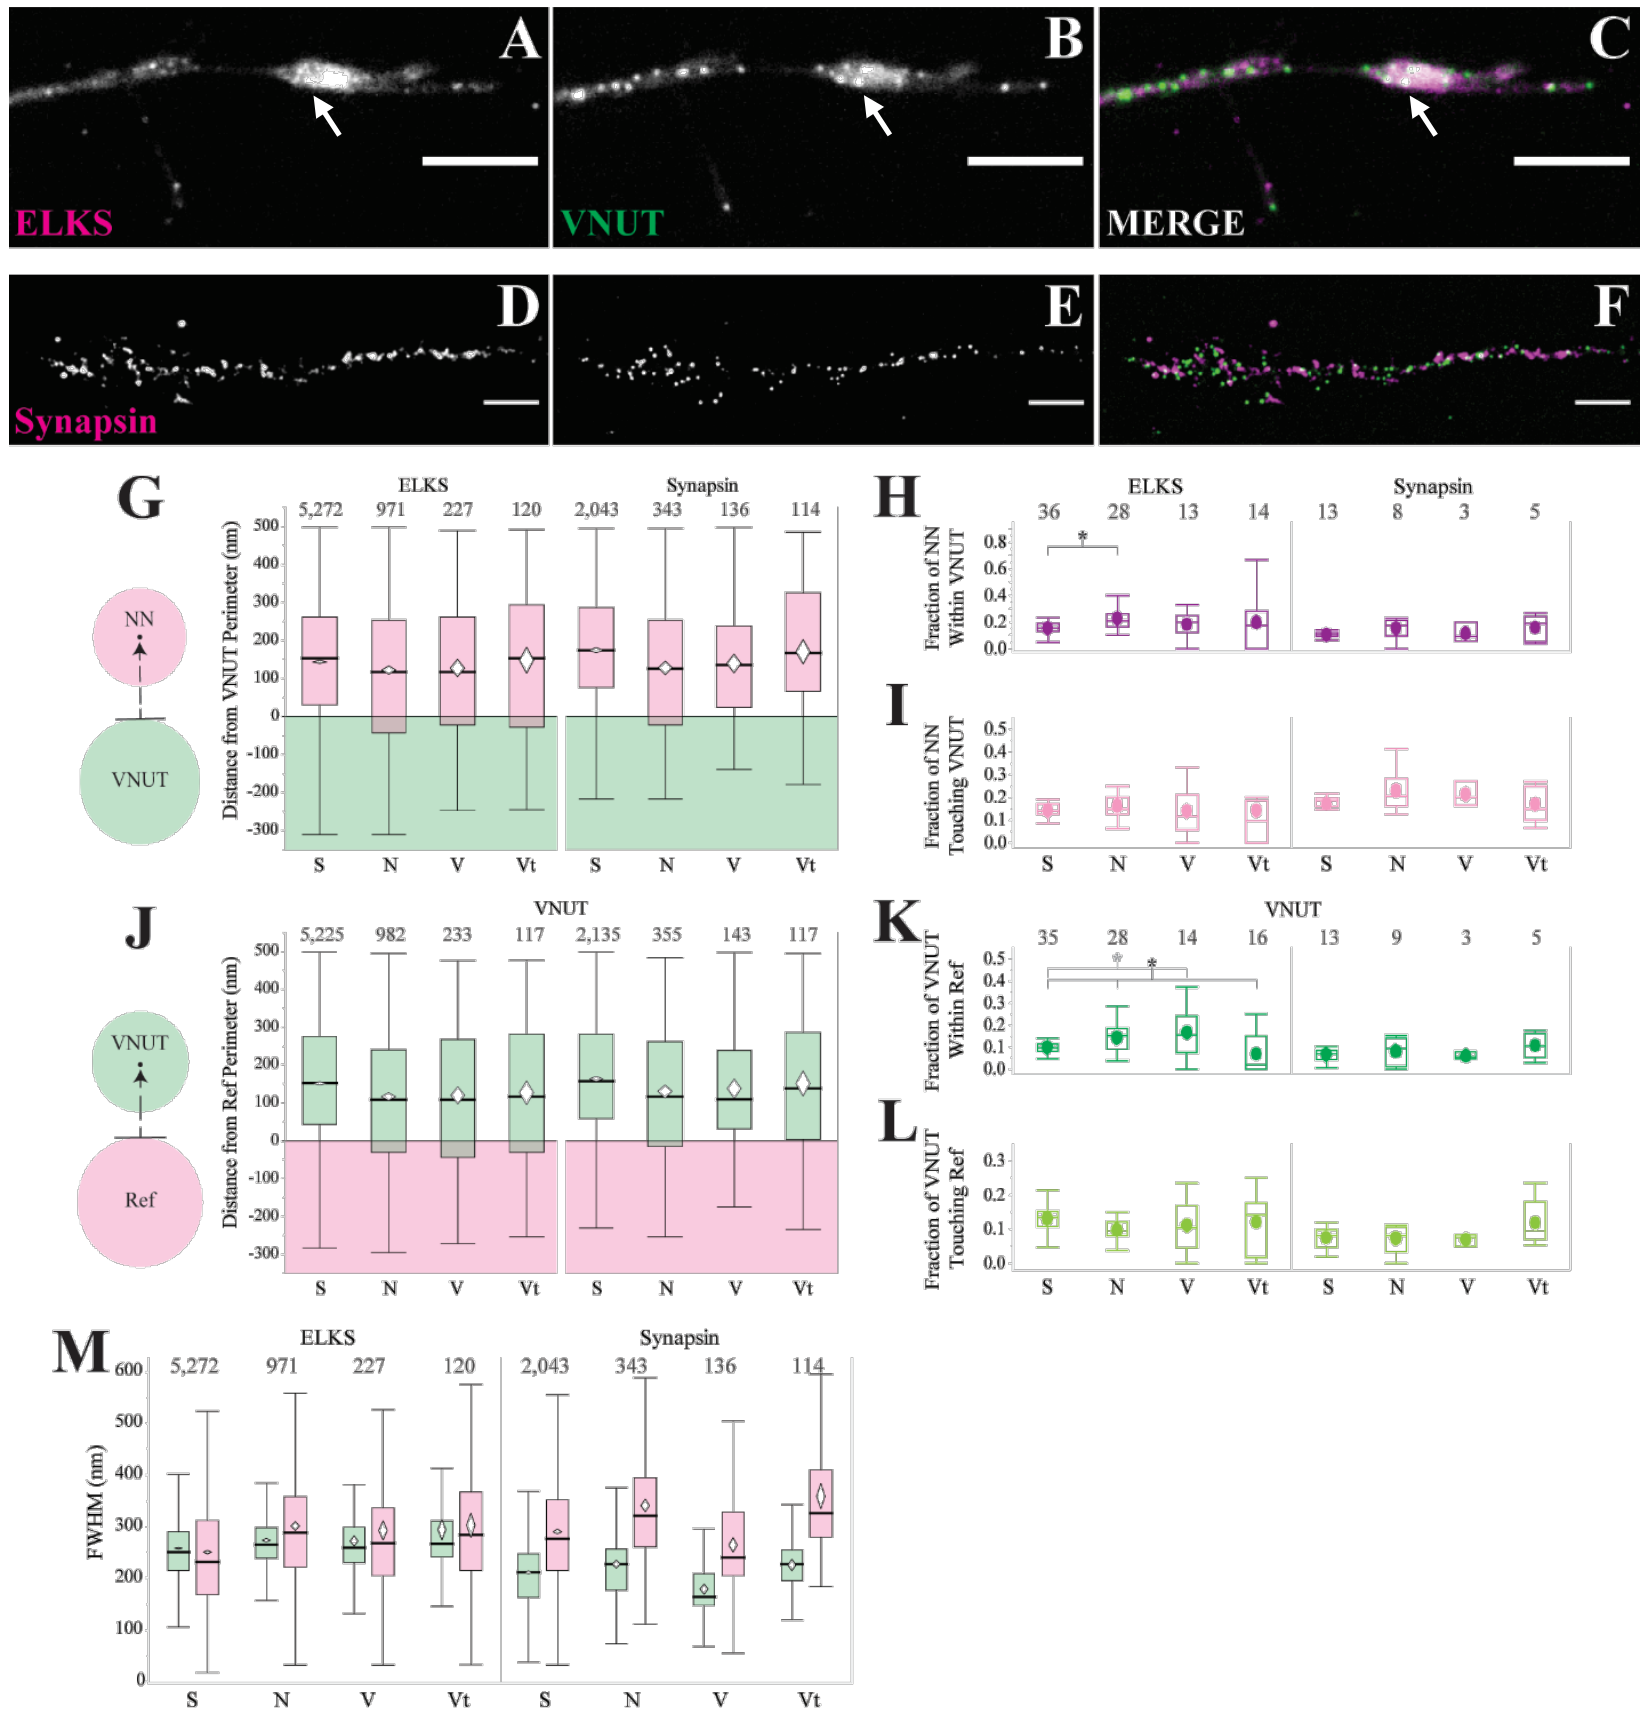 A
B
C
ELKS
VNUT
MERGE
D
E
F
Synapsin
G
ELKS
Synapsin
5,272
971
227
120
2,043
343
136
114
Distance from VNUT Perimeter (nm)
500
400
300
200
100
0
-100
-200
-300
NN
VNUT
S
N
V
Vt
S
N
V
Vt
H
ELKS
Synapsin
36
28
13
14
13
8
3
5
Fraction of NN
Within VNUT
0.8
0.6
0.4
0.2
0.0
*
I
Fraction of NN
Touching VNUT
0.5
0.4
0.3
0.2
0.1
0.0
S
N
V
Vt
S
N
V
Vt
J
VNUT
5,225
982
233
117
2,135
355
143
117
Distance from Ref Perimeter (nm)
500
400
300
200
100
0
-100
-200
-300
VNUT
Ref
S
N
V
Vt
S
N
V
Vt
K
VNUT
35
28
14
16
13
9
3
5
Fraction of VNUT
Within Ref
0.5
0.4
0.3
0.2
0.1
0.0
*
*
L
Fraction of VNUT
Touching Ref
0.3
0.2
0.1
0.0
S
N
V
Vt
S
N
V
Vt
M
ELKS
Synapsin
5,272
971
227
120
2,043
343
136
114
FWHM (nm)
600
500
400
300
200
100
0
S
N
V
Vt
S
N
V
Vt